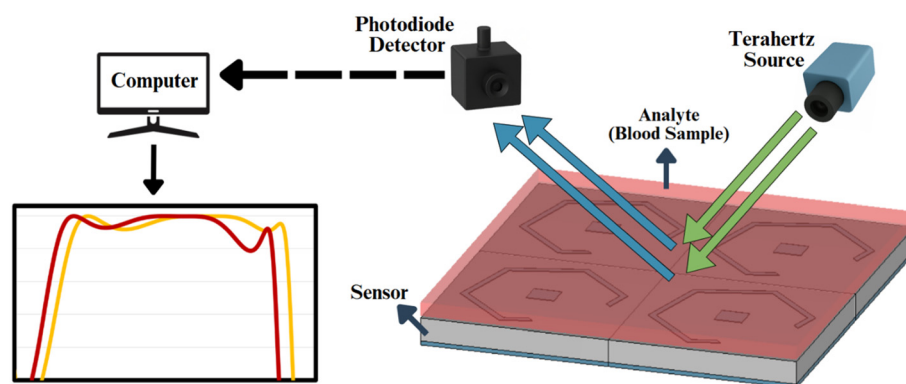 Photodiode
Detector
Terahertz
Source
Computer
Analyte
(Blood Sample)
Sensor